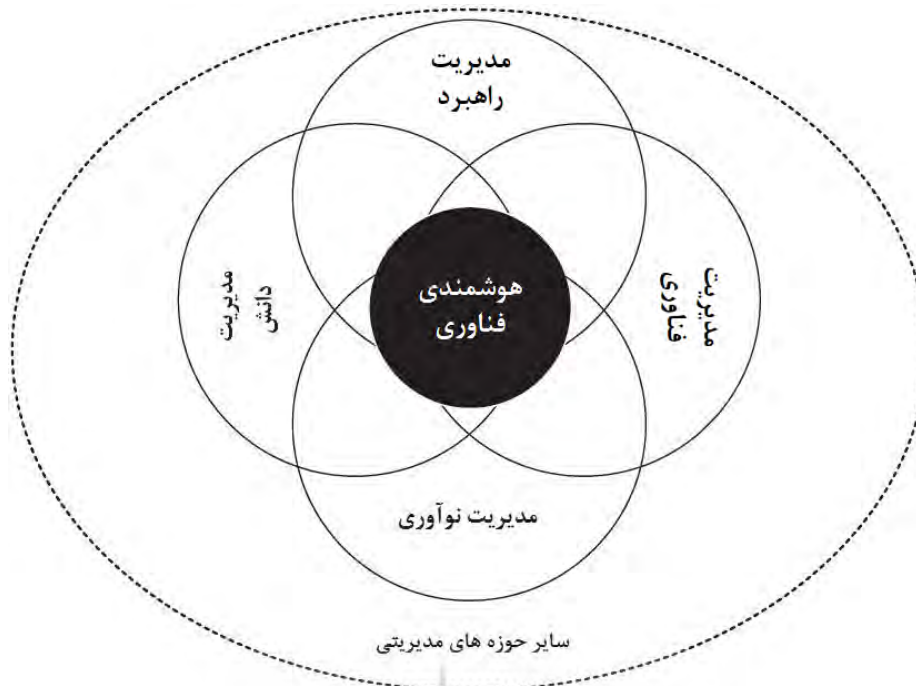 مدیریت
راهبرد
مدیریت
فناوری
هوشمندی
فناوری
مدیریت
دانش
مدیریت نوآوری
سایر حوزه های مدیریتی